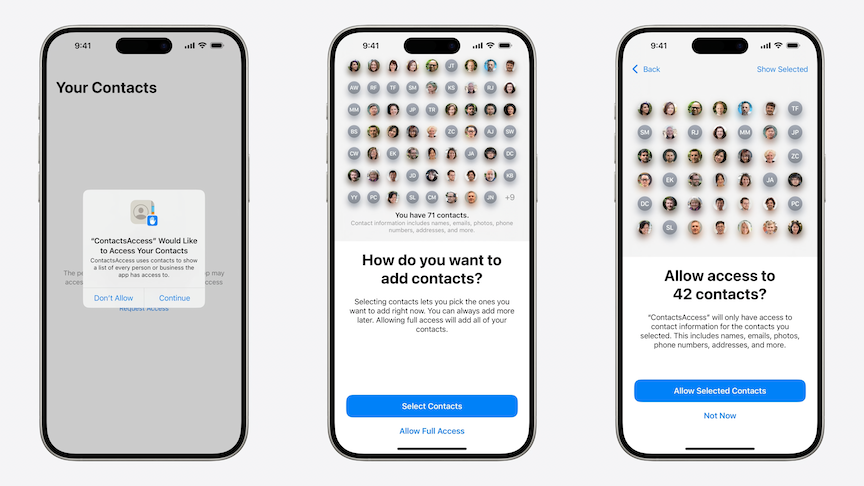 9:41
Your Contacts
“ContactsAccess” Would Like
to Access Your Contacts
ContactsAccess uses contacts to show
a list of every person or business the
app has access to.
Don't Allow
Continue
The pe
may
acces
cess
Request Access
9:41
JT
AW RF TF SM KS RJ
MM JP TR
BS ZC AJ SW
CW EK JA DC
JD KB
YY PC SL CM JN +9
You have 71 contacts.
Contact information includes names, emails, photos, phone
numbers, addresses, and more.
How do you want to
add contacts?
Selecting contacts lets you pick the ones you
want to add right now. You can always add more
later. Allowing full access will add all of your
contacts.
Select Contacts
Allow Full Access
9:41
Back
Show Selected
TF
SM RJ MM JP
ZC
EK JA
DC PC
SL
Allow access to
42 contacts?
“ContactsAccess” will only have access to
contact information for the contacts you
selected. This includes names, emails, photos,
phone numbers, addresses, and more.
Allow Selected Contacts
Not Now